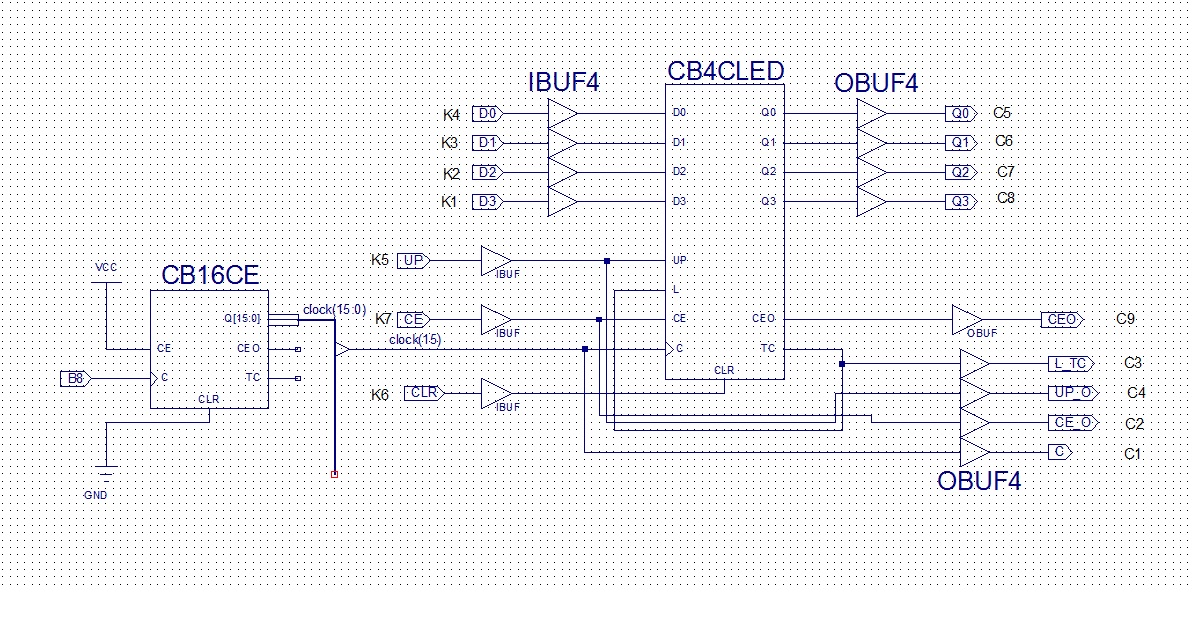 CB4CLED
IBUF4
OBUF4
K4 D0 D0 Q0 Q0 C5
K3 D1 D1 Q1 Q1 C6
K2 D2 D2 Q2 Q2 C7
K1 D3 D3 Q3 Q3 C8
K5 UP IBUF UP
VCC
CB16CE
L
Q[15:0] clock(15:0) K7 CE IBUF CE CEO OBUF CEO C9
clock(15)
CE CEO C TC
L_TC C3
B8 C TC
CLR
K6 CLR IBUF UP_O C4
CLR
CE_O C2
C C1
OBUF4
GND